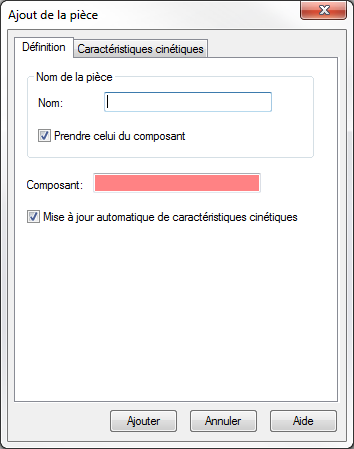 Ajout de la pièce
Définition
Caractéristiques cinétiques
Nom de la pièce
Nom:
Prendre celui du composant
Composant:
Mise à jour automatique de caractéristiques cinétiques
Ajouter
Annuler
Aide